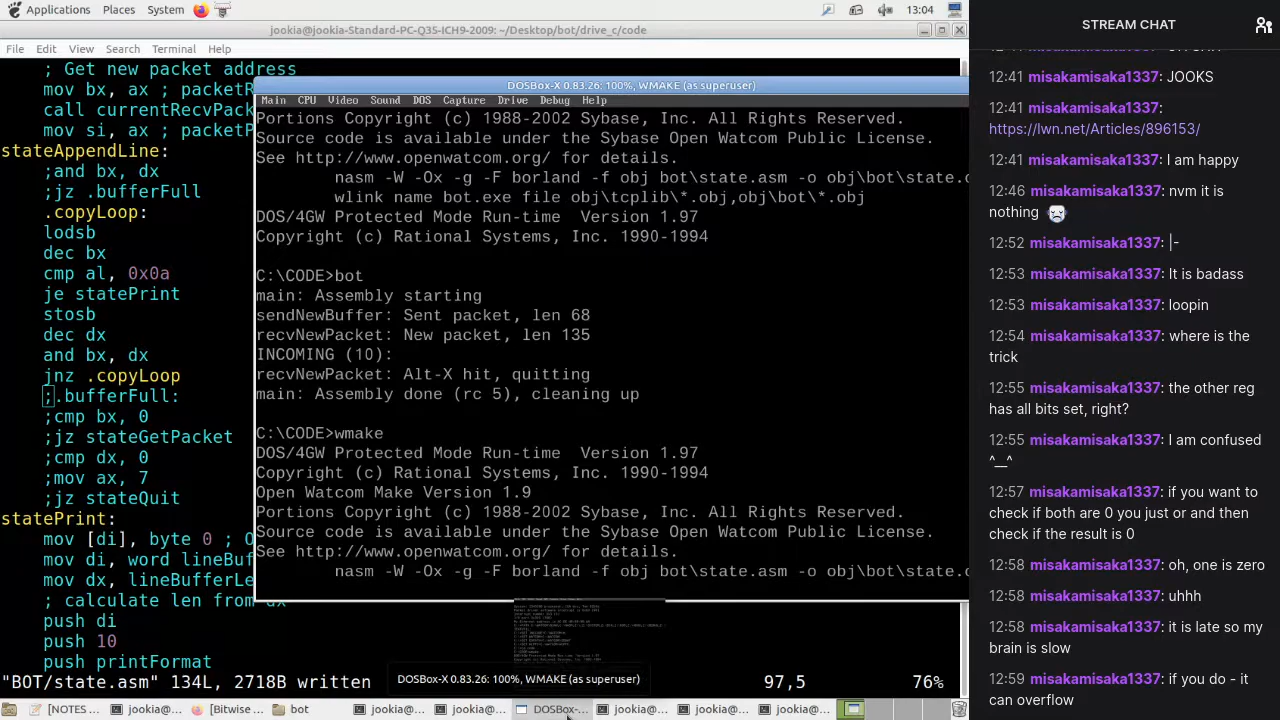 Applications Places System 13:04
jookia@jookia-Standard-PC-Q35-ICH9-2009: ~/Desktop/bot/drive_c/code
File Edit View Search Terminal Help
; Get new packet address
mov bx, ax ; packetR
call currentRecvPack
mov si, ax ; packetP
stateAppendLine:
;and bx, dx
;jz .bufferFull
.copyLoop:
lodsb
dec bx
cmp al, 0x0a
je statePrint
stosb
dec dx
and bx, dx
jnz .copyLoop
;.bufferFull:
;cmp bx, 0
;jz stateGetPacket
;cmp dx, 0
;mov ax, 7
;jz stateQuit
statePrint:
mov [di], byte 0 ; O
mov di, word lineBuf
mov dx, lineBufferLe
; calculate len from dx
push di
push 10
push printFormat
"BOT/state.asm" 134L, 2718B written 97,5 76%
DOSBox-X 0.83.26: 100%, WMAKE (as superuser)
Main CPU Video Sound DOS Capture Drive Debug Help
Portions Copyright (c) 1988-2002 Sybase, Inc. All Rights Reserved.
Source code is available under the Sybase Open Watcom Public License.
See http://www.openwatcom.org/ for details.
nasm -W -Ox -g -F borland -f obj bot\state.asm -o obj\bot\state.o
wlink name bot.exe file obj\tcplib\*.obj,obj\bot\*.obj
DOS/4GW Protected Mode Run-time Version 1.97
Copyright (c) Rational Systems, Inc. 1990-1994
C:\CODE>bot
main: Assembly starting
sendNewBuffer: Sent packet, len 68
recvNewPacket: New packet, len 135
INCOMING (10):
recvNewPacket: Alt-X hit, quitting
main: Assembly done (rc 5), cleaning up
C:\CODE>wmake
DOS/4GW Protected Mode Run-time Version 1.97
Copyright (c) Rational Systems, Inc. 1990-1994
Open Watcom Make Version 1.9
Portions Copyright (c) 1988-2002 Sybase, Inc. All Rights Reserved.
Source code is available under the Sybase Open Watcom Public License.
See http://www.openwatcom.org/ for details.
nasm -W -Ox -g -F borland -f obj bot\state.asm -o obj\bot\state.o
DOSBox-X 0.83.26: 100%, WMAKE (as superuser)
[NOTES ... jookia@... [Bitwise ... bot jookia@... jookia@... DOSBox-... jookia@... jookia@... jookia@...
STREAM CHAT
12:41 misakamisaka1337: JOOKS
12:41 misakamisaka1337:
https://lwn.net/Articles/896153/
12:41 misakamisaka1337: I am happy
12:46 misakamisaka1337: nvm it is
nothing
12:52 misakamisaka1337: |-
12:53 misakamisaka1337: It is badass
12:53 misakamisaka1337: loopin
12:54 misakamisaka1337: where is the
trick
12:55 misakamisaka1337: the other reg
has all bits set, right?
12:55 misakamisaka1337: I am confused
^__^
12:57 misakamisaka1337: if you want to
check if both are 0 you just or and then
check if the result is 0
12:58 misakamisaka1337: oh, one is zero
12:38 misakamisaka1337: uhhh
12:58 misakamisaka1337: it is late so my
brain is slow
12:59 misakamisaka1337: if you do - it
can overflow